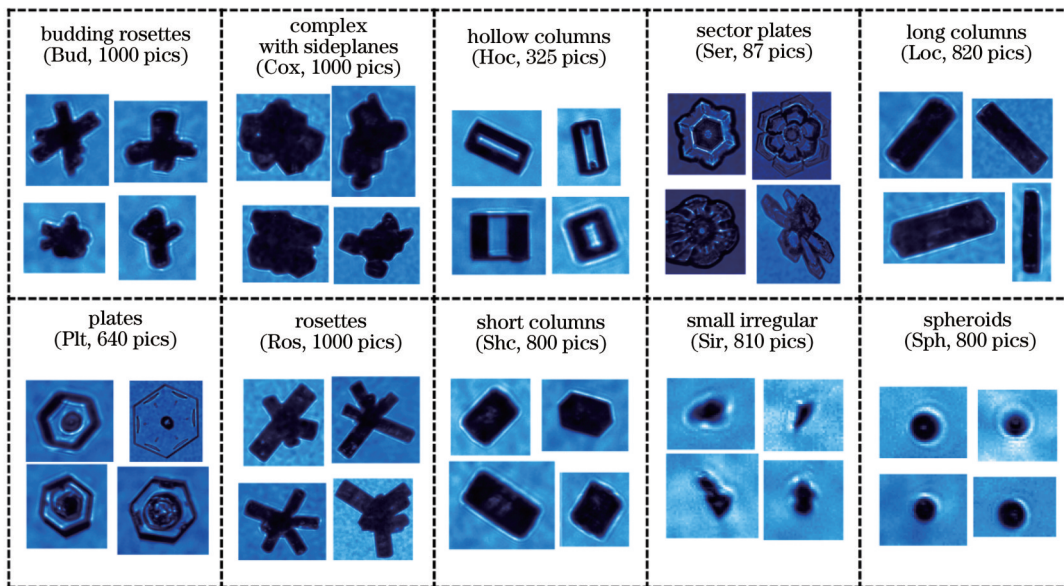 budding rosettes
(Bud, 1000 pics)
complex
with sideplanes
(Cox, 1000 pics)
hollow columns
(Hoc, 325 pics)
sector plates
(Ser, 87 pics)
long columns
(Loc, 820 pics)
plates
(Plt, 640 pics)
rosettes
(Ros, 1000 pics)
short columns
(Shc, 800 pics)
small irregular
(Sir, 810 pics)
spheroids
(Sph, 800 pics)